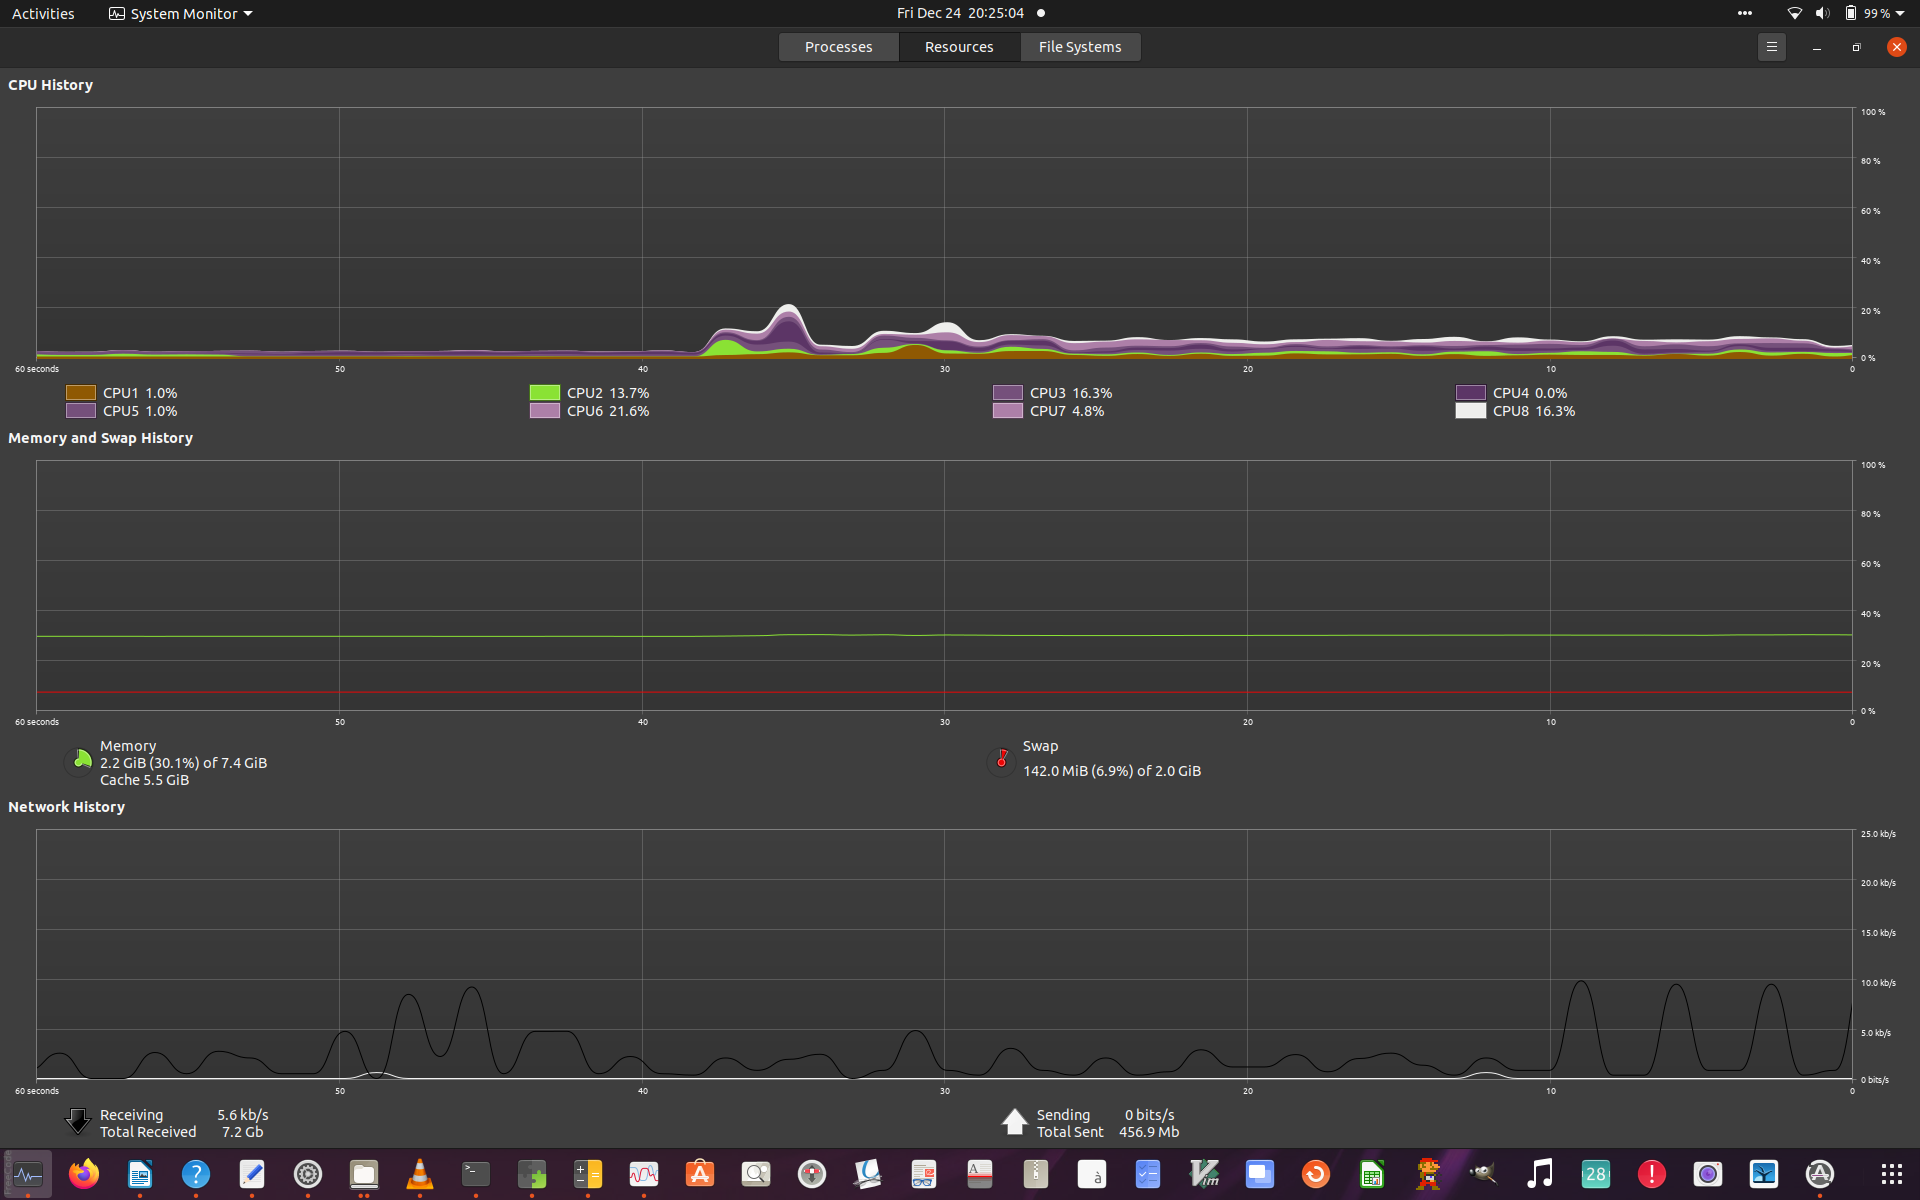 Activities System Monitor Fri Dec 24 20:25:04 99 %
Processes Resources File Systems
CPU History
100 %
80 %
60 %
40 %
20 %
0 %
60 seconds 50 40 30 20 10 0
CPU1 1.0% CPU2 13.7% CPU3 16.3% CPU4 0.0%
CPU5 1.0% CPU6 21.6% CPU7 4.8% CPU8 16.3%
Memory and Swap History
100 %
80 %
60 %
40 %
20 %
0 %
60 seconds 50 40 30 20 10 0
Memory
2.2 GiB (30.1%) of 7.4 GiB
Cache 5.5 GiB
Swap
142.0 MiB (6.9%) of 2.0 GiB
Network History
25.0 kb/s
20.0 kb/s
15.0 kb/s
10.0 kb/s
5.0 kb/s
0 bits/s
60 seconds 50 40 30 20 10 0
Receiving 5.6 kb/s
Total Received 7.2 Gb
Sending 0 bits/s
Total Sent 456.9 Mb
? >_ A à Vim 28 !